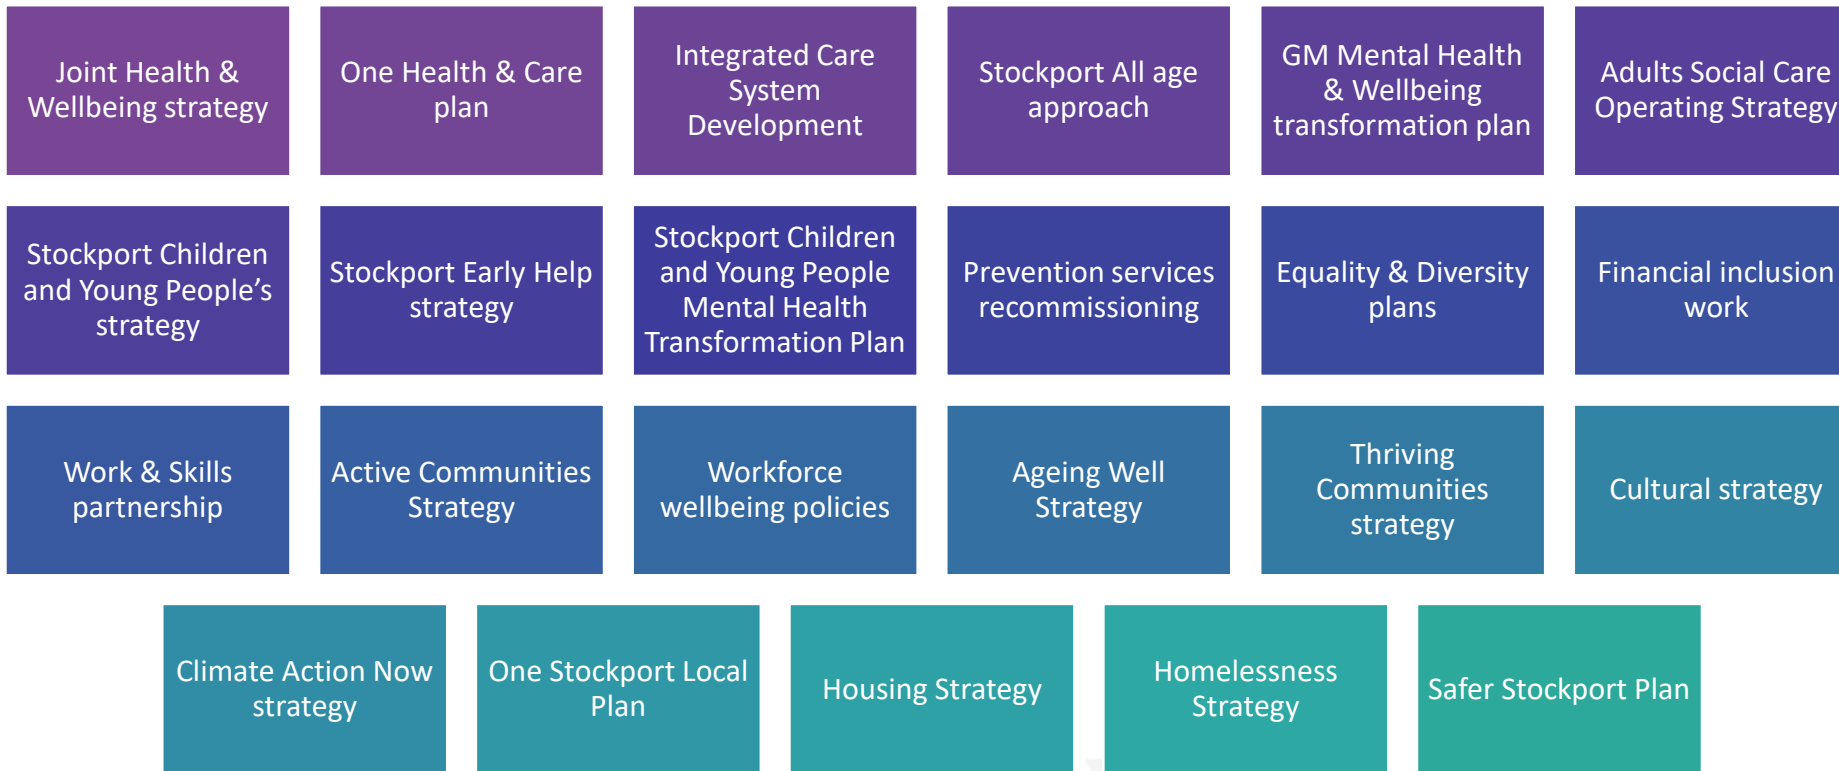 Joint Health &
Wellbeing strategy
One Health & Care
plan
Integrated Care
System
Development
Stockport All age
approach
GM Mental Health
& Wellbeing
transformation plan
Adults Social Care
Operating Strategy
Stockport Children
and Young People’s
strategy
Stockport Early Help
strategy
Stockport Children
and Young People
Mental Health
Transformation Plan
Prevention services
recommissioning
Equality & Diversity
plans
Financial inclusion
work
Work & Skills
partnership
Active Communities
Strategy
Workforce
wellbeing policies
Ageing Well
Strategy
Thriving
Communities
strategy
Cultural strategy
Climate Action Now
strategy
One Stockport Local
Plan
Housing Strategy
Homelessness
Strategy
Safer Stockport Plan